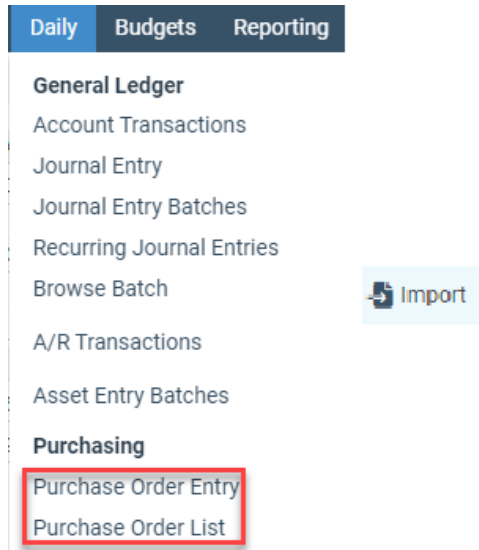 Daily Budgets Reporting
General Ledger
Account Transactions
Journal Entry
Journal Entry Batches
Recurring Journal Entries
Browse Batch
Import
A/R Transactions
Asset Entry Batches
Purchasing
Purchase Order Entry
Purchase Order List